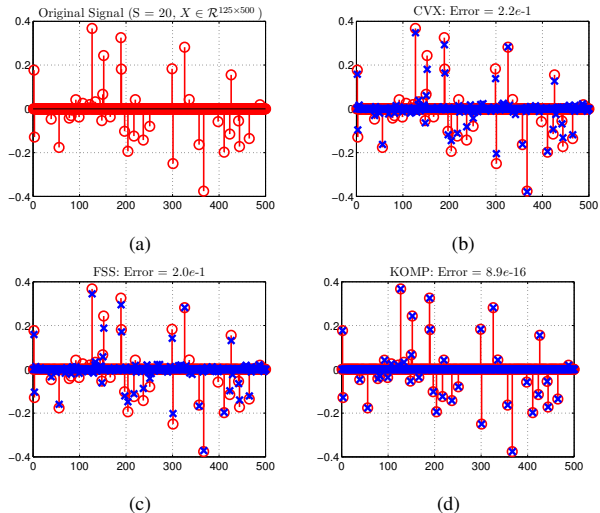 Original Signal (S = 20, X ∈ R^{125×500})
0.4
0.2
0
−0.2
−0.4
0 100 200 300 400 500
(a)
CVX: Error = 2.2e-1
0.4
0.2
0
−0.2
−0.4
0 100 200 300 400 500
(b)
FSS: Error = 2.0e-1
0.4
0.2
0
−0.2
−0.4
0 100 200 300 400 500
(c)
KOMP: Error = 8.9e-16
0.4
0.2
0
−0.2
−0.4
0 100 200 300 400 500
(d)